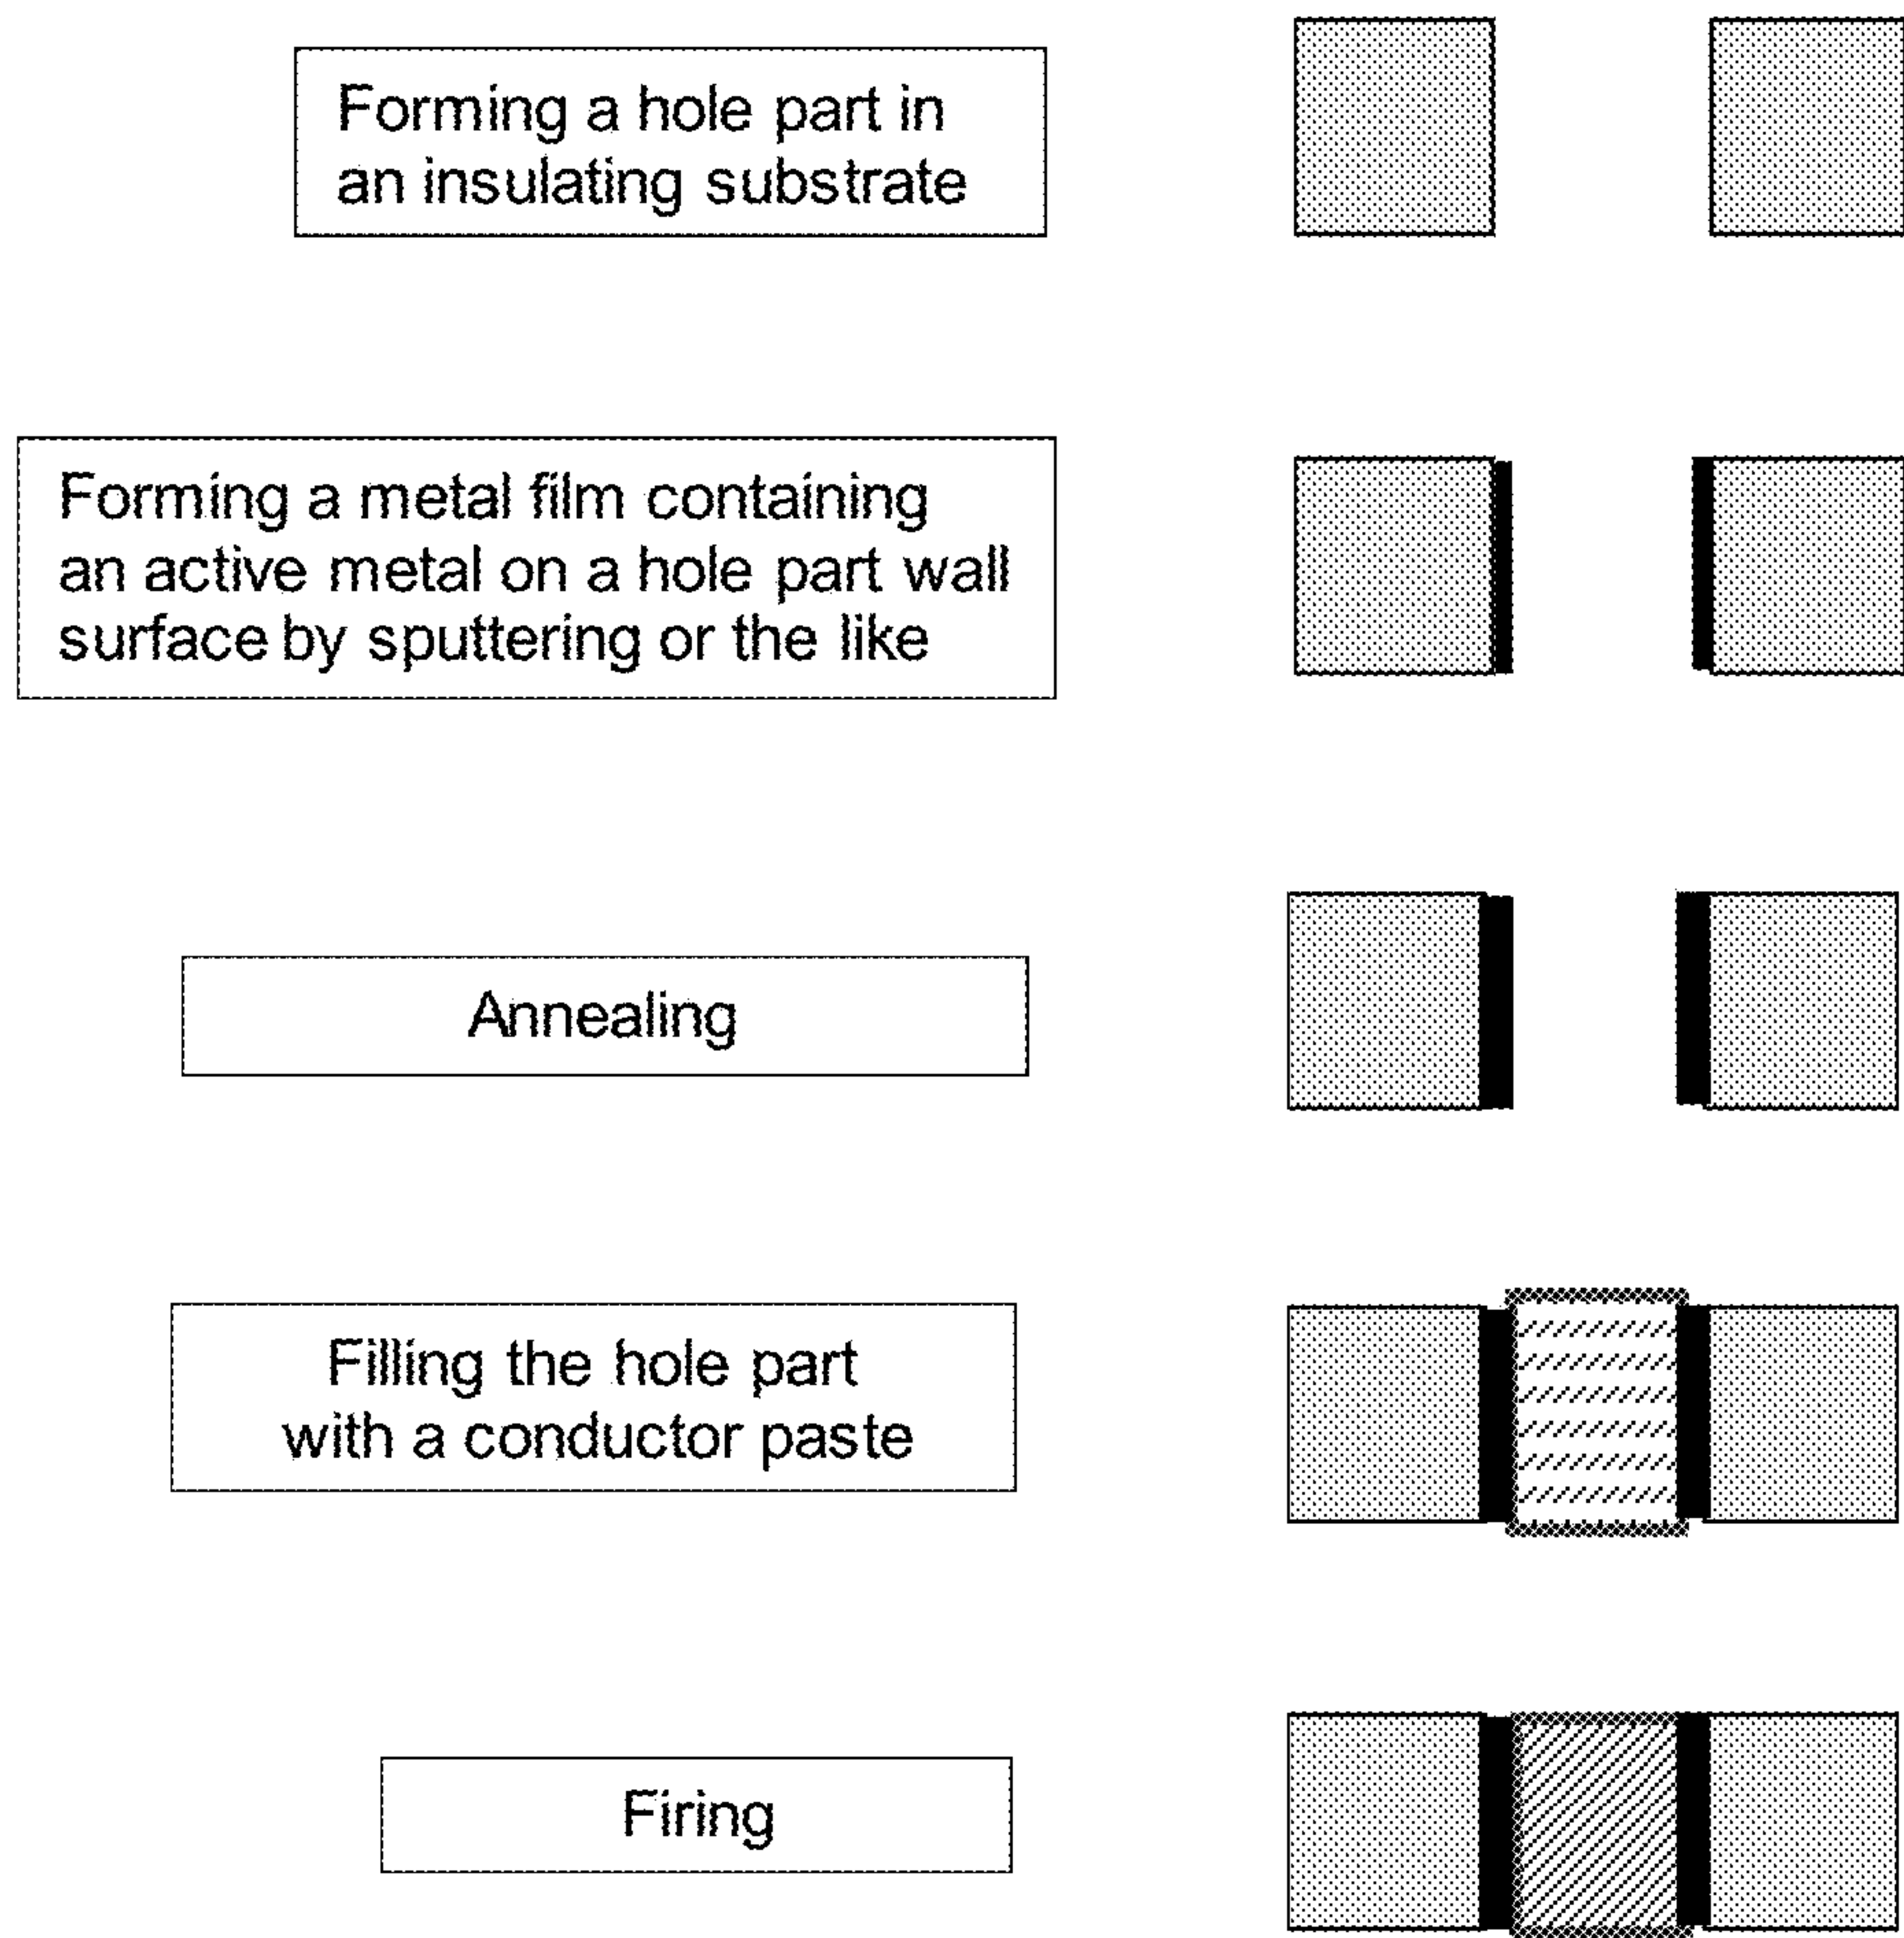 Forming a hole part in
an insulating substrate
Forming a metal film containing
an active metal on a hole part wall
surface by sputtering or the like
Annealing
Filling the hole part
with a conductor paste
Firing